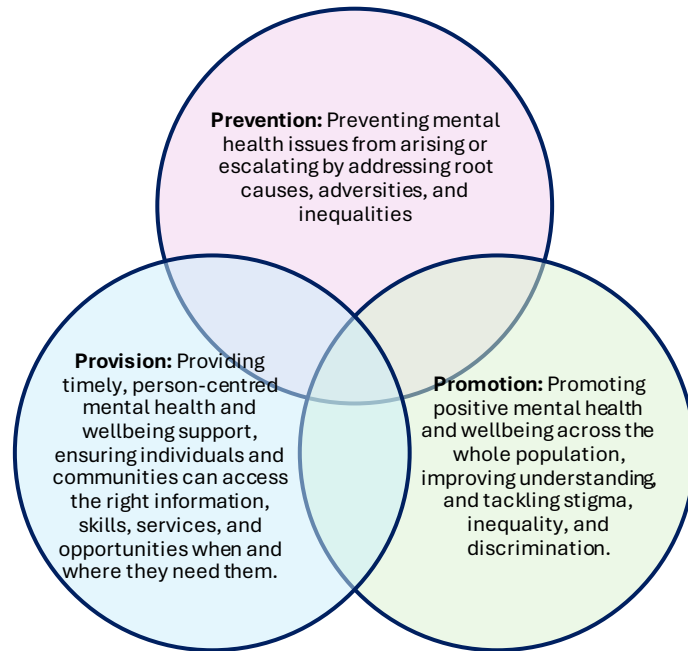 Prevention: Preventing mental
health issues from arising or
escalating by addressing root
causes, adversities, and
inequalities
Provision: Providing
timely, person-centred
mental health and
wellbeing support,
ensuring individuals and
communities can access
the right information,
skills, services, and
opportunities when and
where they need them.
Promotion: Promoting
positive mental health
and wellbeing across the
whole population,
improving understanding,
and tackling stigma,
inequality, and
discrimination.